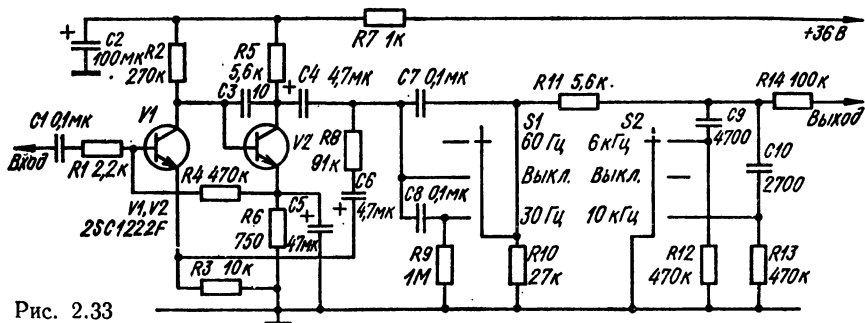 C2
100мк
R2
270к
R5
5,6к
R7 1к
+36В
C3
10
C4
4,7мк
C7 0,1мк
R11 5,6к
R14 100к
C1 0,1мк
V1
V2
R8
91к
S1
60 Гц
S2
6кГц
C9
4700
Выход
Вход
R1 2,2к
R4 470к
C6
4,7мк
Выкл.
Выкл.
C10
2700
V1,V2
2SC1222F
R6
750
C5
47мк
C8 0,1мк
30 Гц
10 кГц
R3 10к
R9
1М
R10
27к
R12
470к
R13
470к
Рис. 2.33